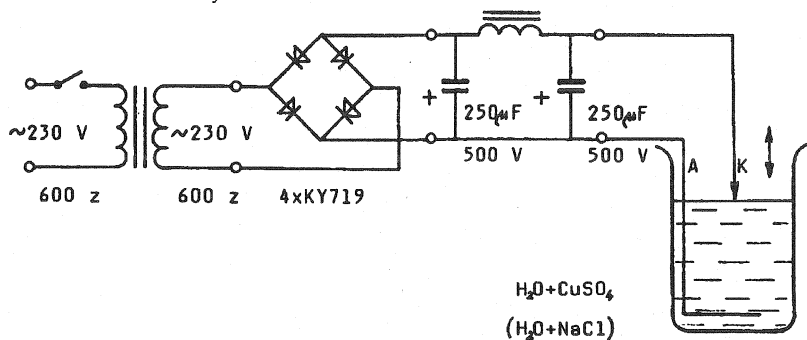 ~230 V
600 z
~230 V
600 z
4xKY719
+
250µF
500 V
+
250µF
500 V
A
K
H₂O+CuSO₄
(H₂O+NaCl)